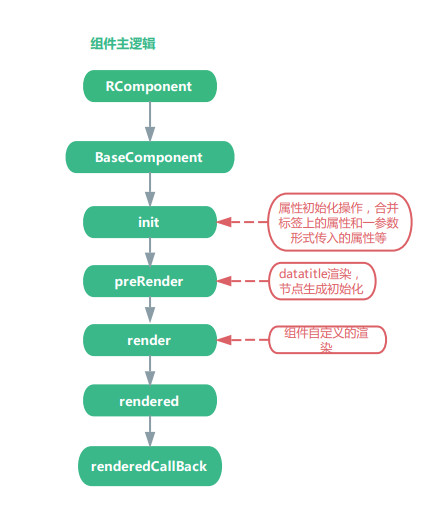 组件主逻辑
RComponent
BaseComponent
init
属性初始化操作，合并
标签上的属性和一参数
形式传入的属性等
preRender
datatitle渲染，
节点生成初始化
render
组件自定义的渲
染
rendered
renderedCallBack